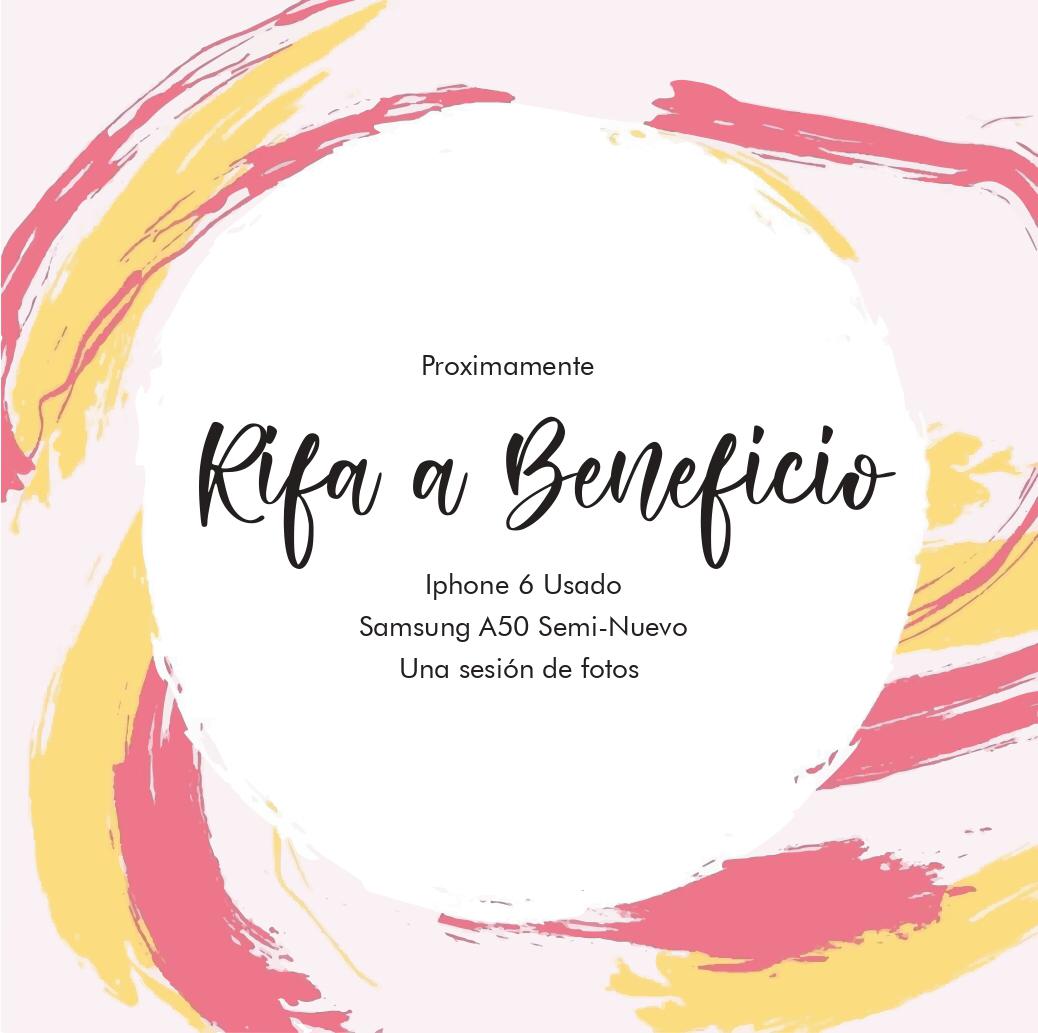 Proximamente
Rifa a Beneficio
Iphone 6 Usado
Samsung A50 Semi-Nuevo
Una sesión de fotos